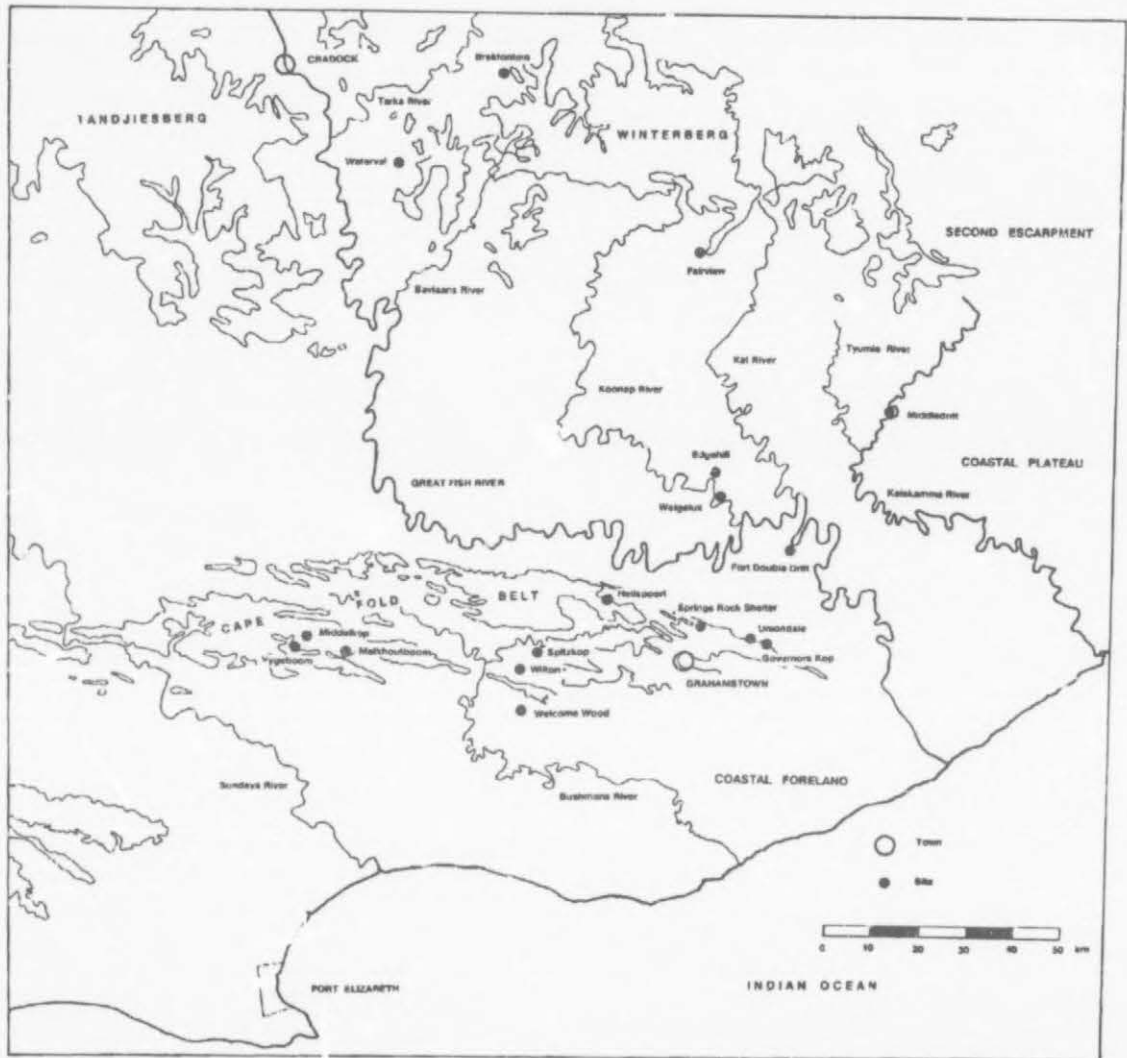 CRADOCK
Tarka River
TANDJIESBERG
WINTERBERG
Waterval
SECOND ESCARPMENT
Fairview
Baviaans River
Tyumie River
Kat River
Koonap River
Middledrift
Edgehill
COASTAL PLATEAU
GREAT FISH RIVER
Welgeluk
Keiskamma River
Fort Double Drift
Hellspoort
BELT
FOLD
Springs Rock Shelter
CAPE
Middelkop
Uniondale
Melkhoutboom
Spitzkop
Governors Kop
Wilton
GRAHAMSTOWN
Welcome Wood
COASTAL FORELAND
Sundays River
Bushmans River
Town
Site
0 10 20 30 40 50 km
PORT ELIZABETH
INDIAN OCEAN